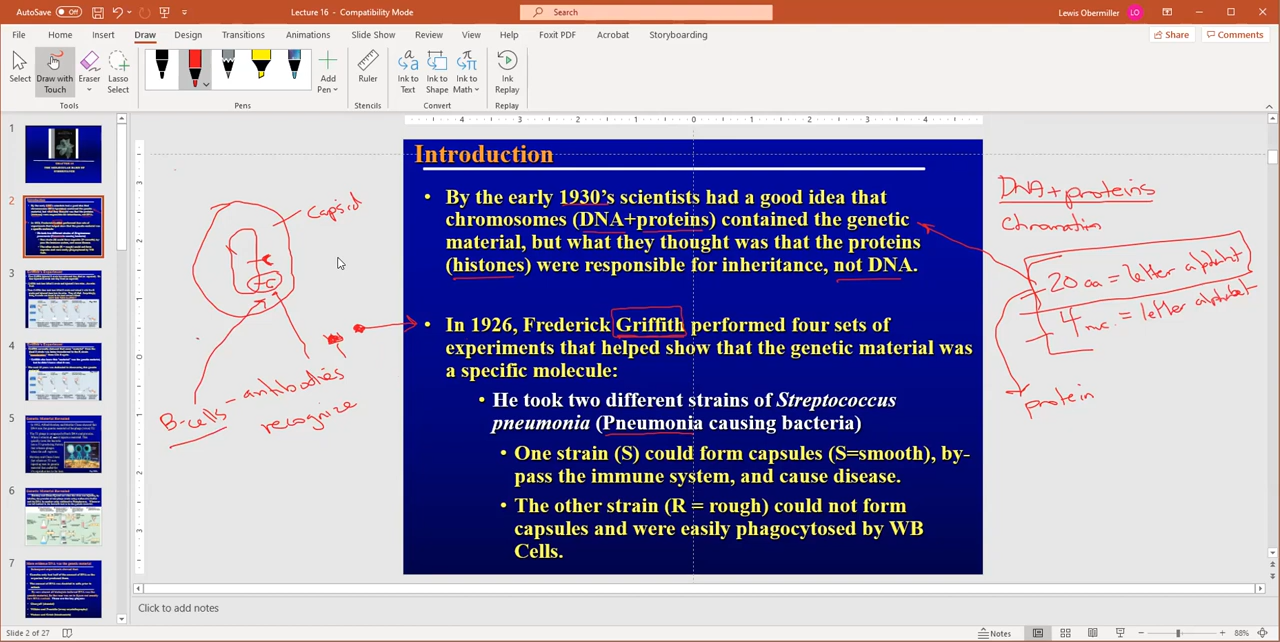 AutoSave Off Lecture 16 - Compatibility Mode Search Lewis Obermiller LO
File Home Insert Draw Design Transitions Animations Slide Show Review View Help Foxit PDF Acrobat Storyboarding Share Comments
Select Draw with Touch Eraser Lasso Select Add Pen Ruler Ink to Text Ink to Shape Ink to Math Ink Replay
Tools Pens Stencils Convert Replay
Introduction
• By the early 1930's scientists had a good idea that
chromosomes (DNA+proteins) contained the genetic
material, but what they thought was that the proteins
(histones) were responsible for inheritance, not DNA.
• In 1926, Frederick Griffith performed four sets of
experiments that helped show that the genetic material was
a specific molecule:
• He took two different strains of Streptococcus
pneumonia (Pneumonia causing bacteria)
• One strain (S) could form capsules (S=smooth), by-
pass the immune system, and cause disease.
• The other strain (R = rough) could not form
capsules and were easily phagocytosed by WB
Cells.
Capsid
B-cells - antibodies
recognize
DNA + proteins
Chromatin
20 aa = letter alphabet
4 nuc. = letter alphabet
protein
1
2
3
4
5
6
7
Click to add notes
Slide 2 of 27 Notes 88%